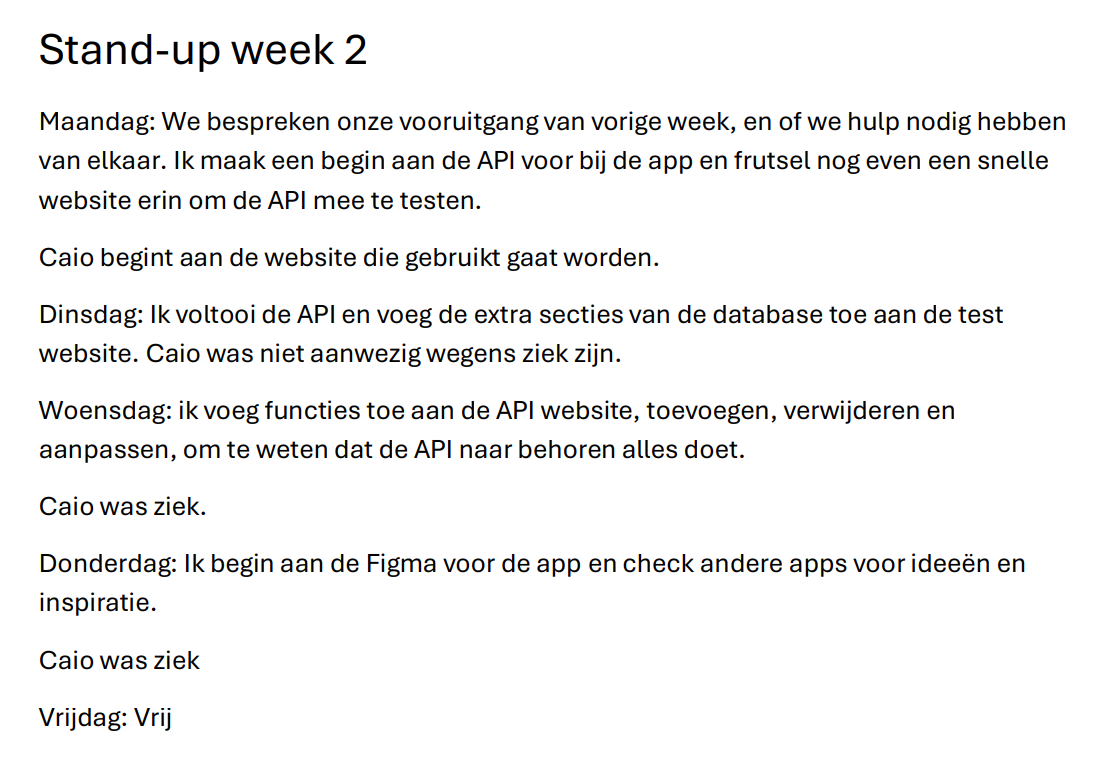 Stand-up week 2
Maandag: We bespreken onze vooruitgang van vorige week, en of we hulp nodig hebben
van elkaar. Ik maak een begin aan de API voor bij de app en frutsel nog even een snelle
website erin om de API mee te testen.
Caio begint aan de website die gebruikt gaat worden.
Dinsdag: Ik voltooi de API en voeg de extra secties van de database toe aan de test
website. Caio was niet aanwezig wegens ziek zijn.
Woensdag: ik voeg functies toe aan de API website, toevoegen, verwijderen en
aanpassen, om te weten dat de API naar behoren alles doet.
Caio was ziek.
Donderdag: Ik begin aan de Figma voor de app en check andere apps voor ideeën en
inspiratie.
Caio was ziek
Vrijdag: Vrij